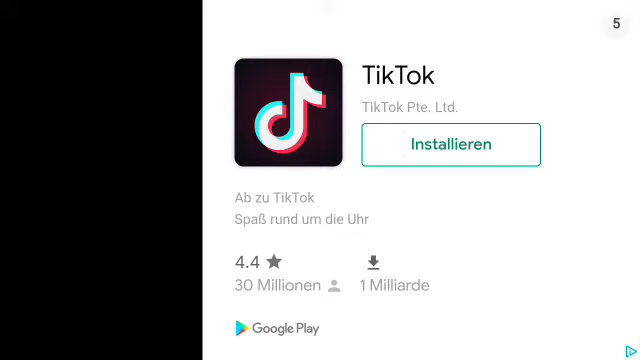 5
TikTok
TikTok Pte. Ltd.
Installieren
Ab zu TikTok
Spaß rund um die Uhr
4.4
30 Millionen 1 Milliarde
Google Play